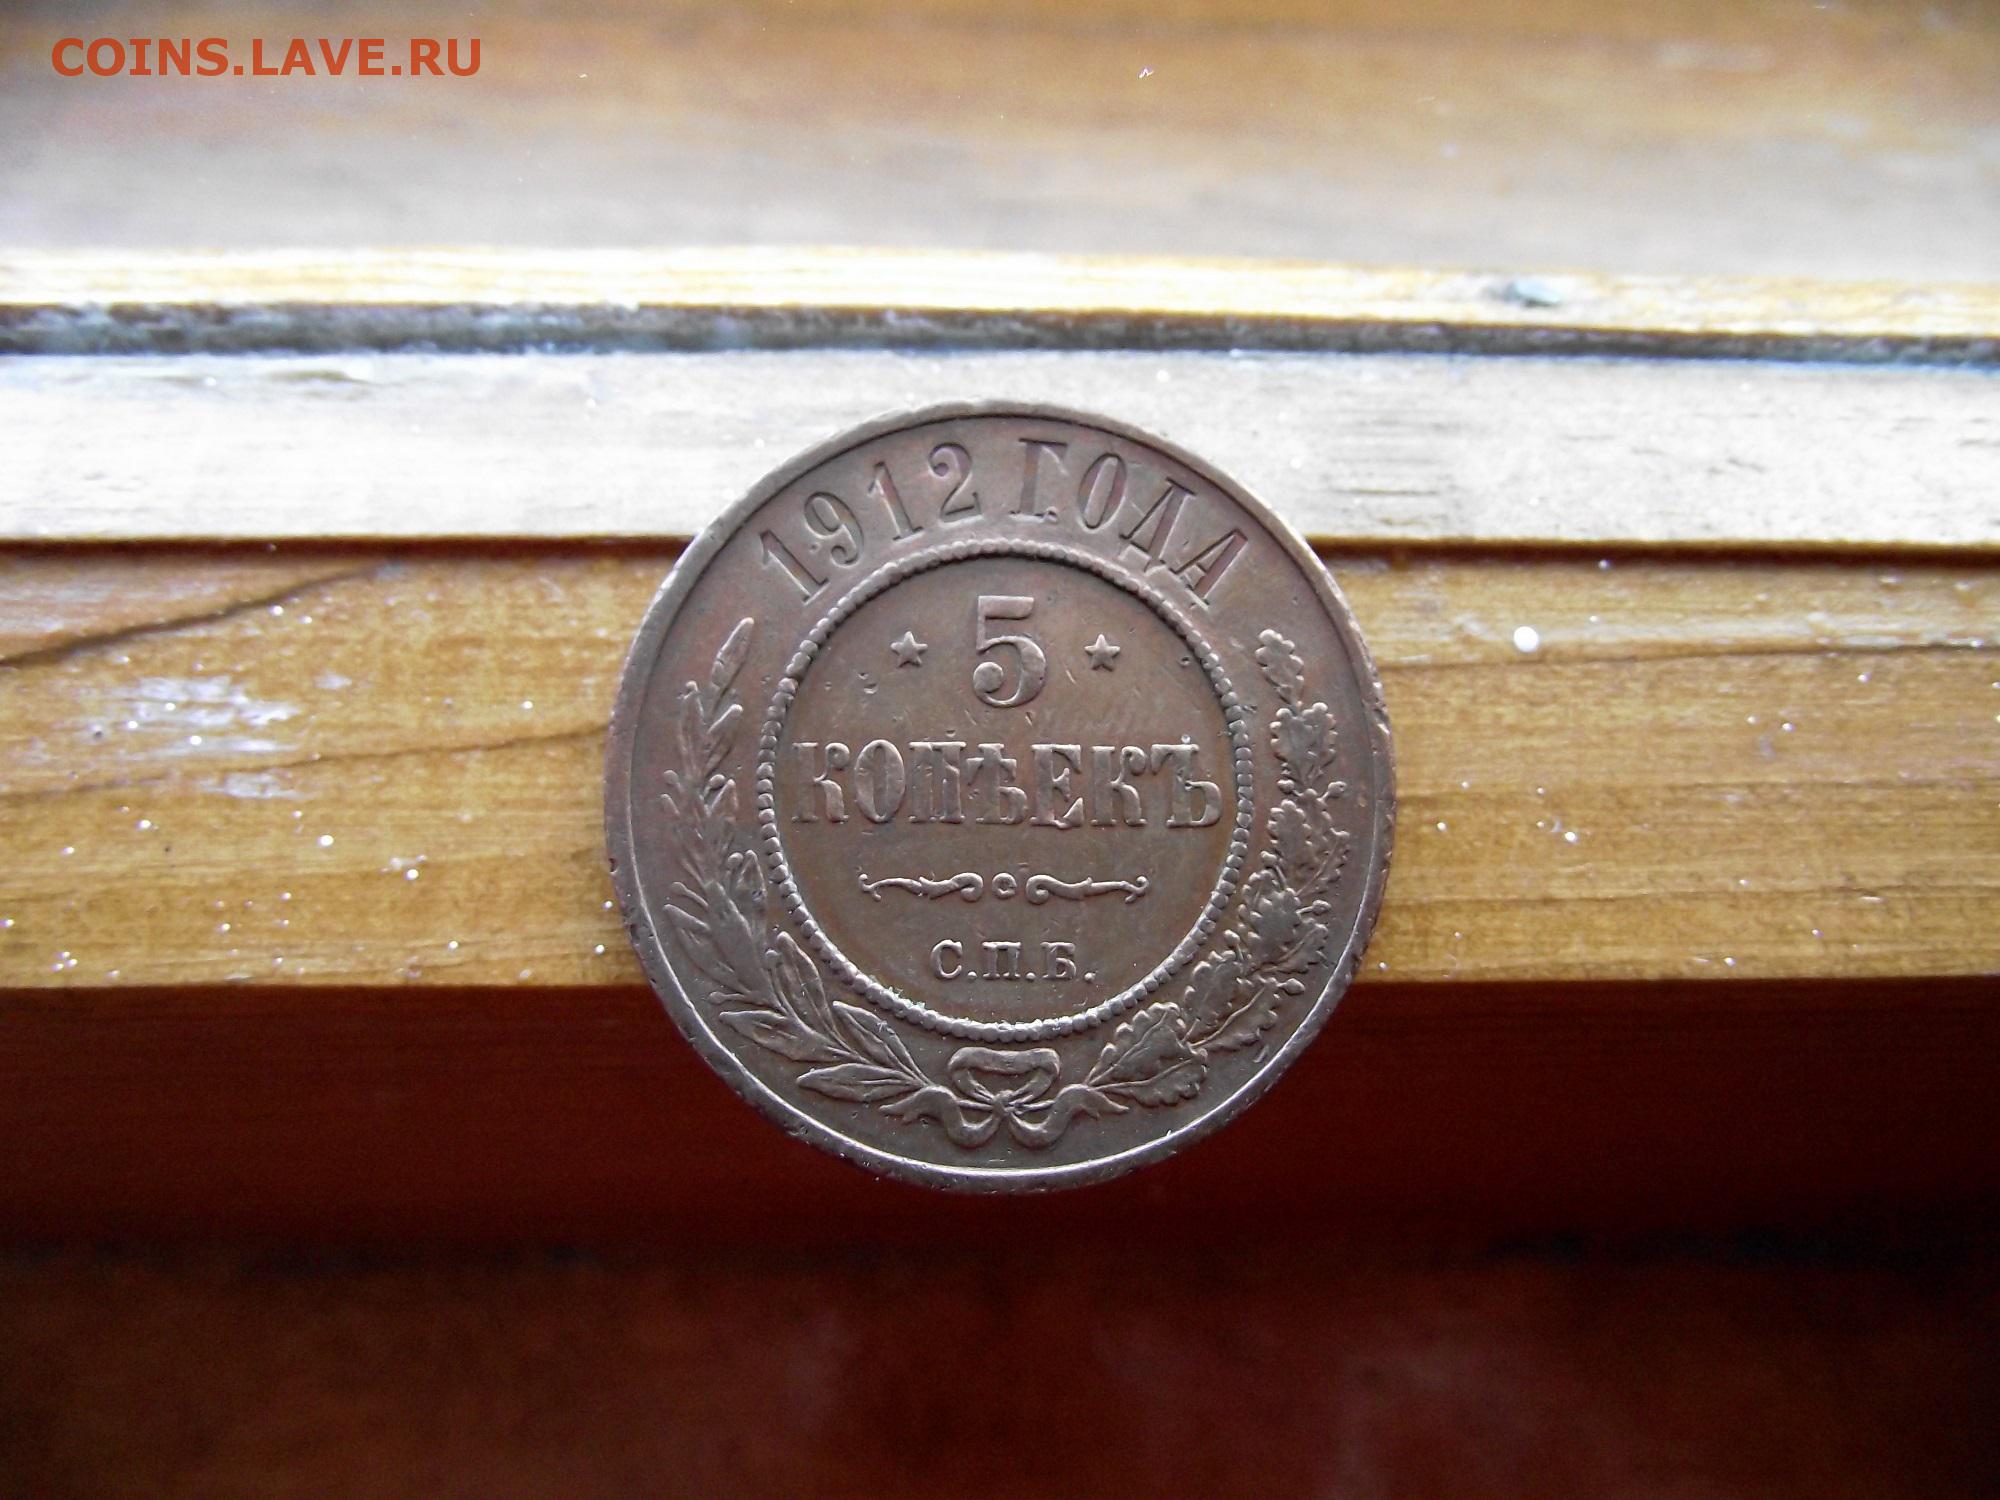 COINS.LAVE.RU
1912 ГОДА
5
КОПѢЕКЪ
С.П.Б.